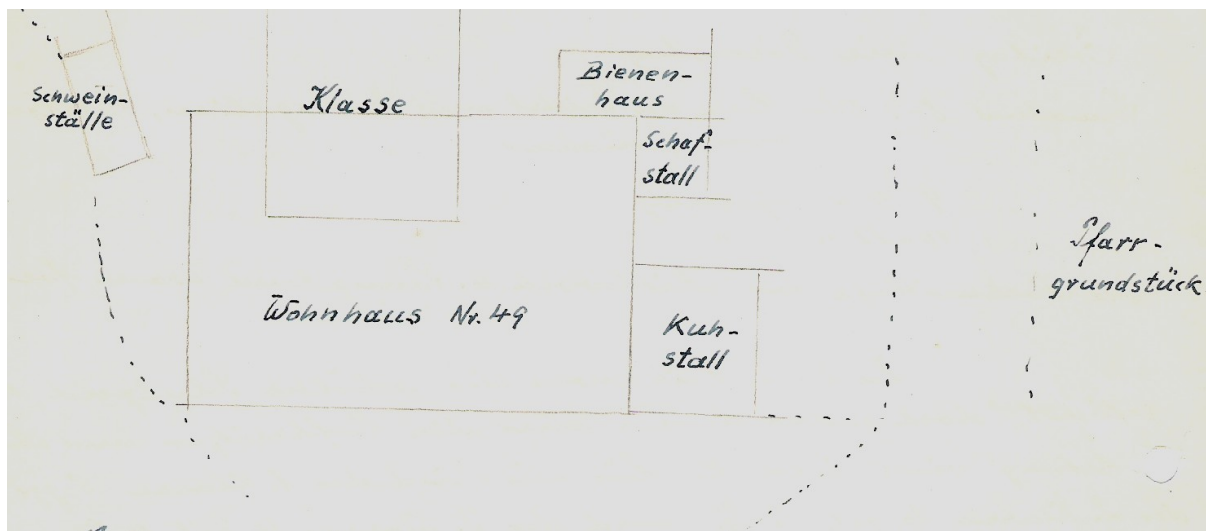 Schwein-
ställe
Klasse
Bienen-
haus
Schaf-
stall
Pfarr-
grundstück
Wohnhaus Nr. 49
Kuh-
stall